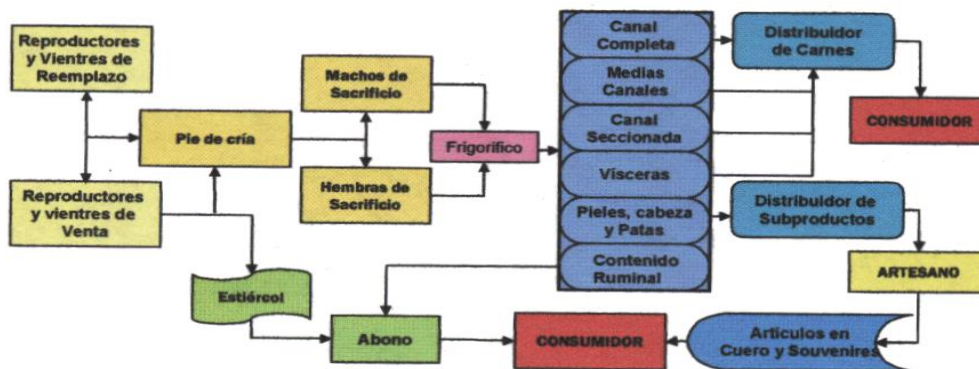 Reproductores
y Vientres de
Reemplazo
Pie de cría
Reproductores
y vientres de
Venta
Machos de
Sacrificio
Hembras de
Sacrificio
Frigorífico
Canal
Completa
Medias
Canales
Canal
Seccionada
Vísceras
Pieles, cabeza
y Patas
Contenido
Ruminal
Distribuidor
de Carnes
CONSUMIDOR
Distribuidor de
Subproductos
ARTESANO
Estiércol
Abono
CONSUMIDOR
Artículos en
Cuero y Souvenires